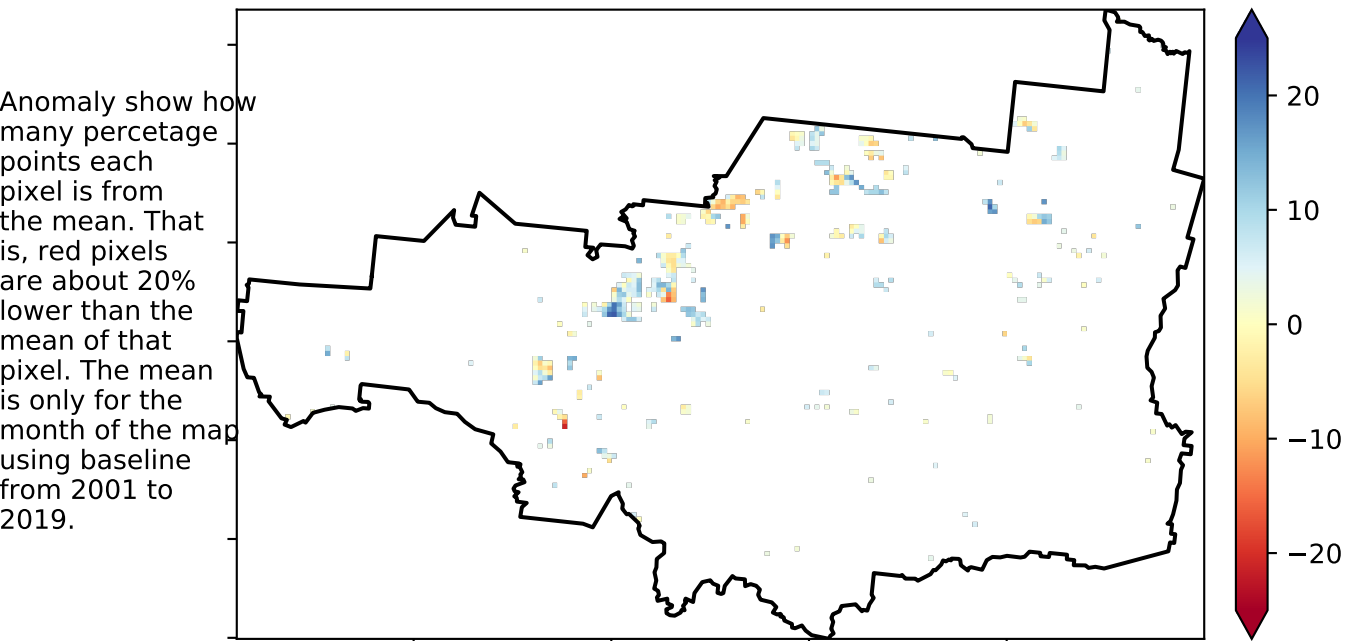 Anomaly show how
many percetage
points each
pixel is from
the mean. That
is, red pixels
are about 20%
lower than the
mean of that
pixel. The mean
is only for the
month of the map
using baseline
from 2001 to
2019.
20
10
0
−10
−20